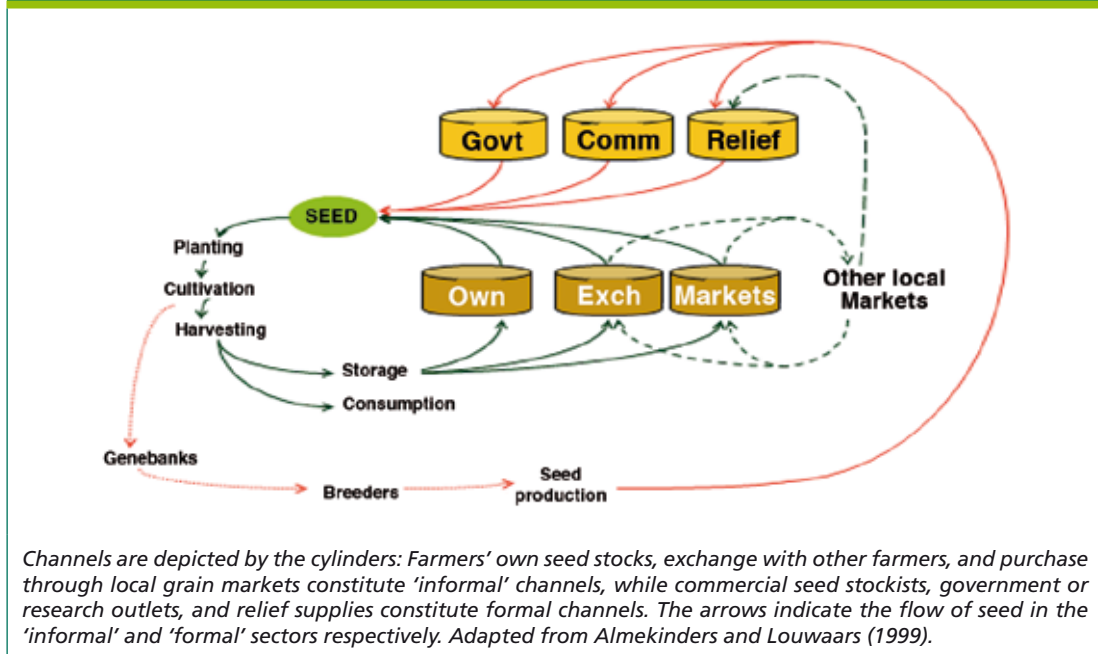 Govt
Comm
Relief
SEED
Planting
Cultivation
Harvesting
Own
Exch
Markets
Other local
Markets
Storage
Consumption
Genebanks
Breeders
Seed
production
Channels are depicted by the cylinders: Farmers' own seed stocks, exchange with other farmers, and purchase
through local grain markets constitute 'informal' channels, while commercial seed stockists, government or
research outlets, and relief supplies constitute formal channels. The arrows indicate the flow of seed in the
'informal' and 'formal' sectors respectively. Adapted from Almekinders and Louwaars (1999).